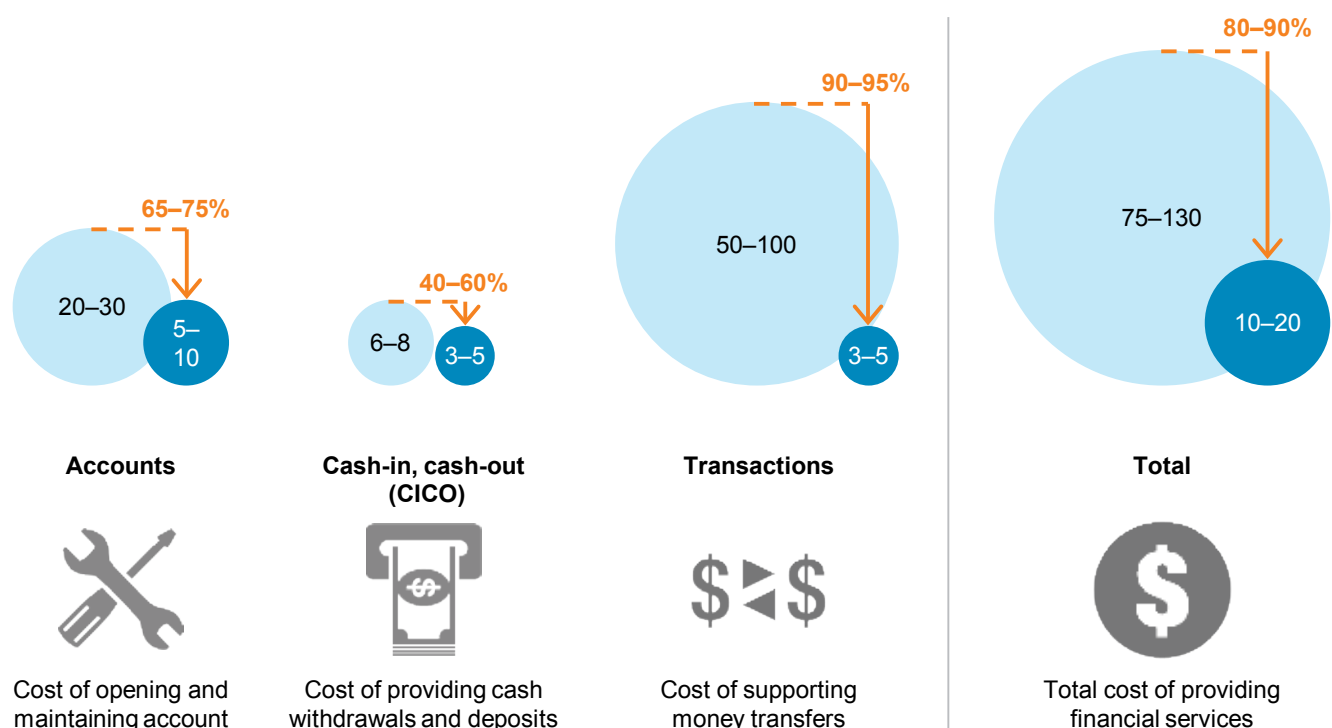 80–90%
90–95%
65–75%
40–60%
20–30
5–
10
6–8
3–5
50–100
3–5
75–130
10–20
Accounts
Cash-in, cash-out
(CICO)
Transactions
Total
$
$ $
$
Cost of opening and
maintaining account
Cost of providing cash
withdrawals and deposits
Cost of supporting
money transfers
Total cost of providing
financial services